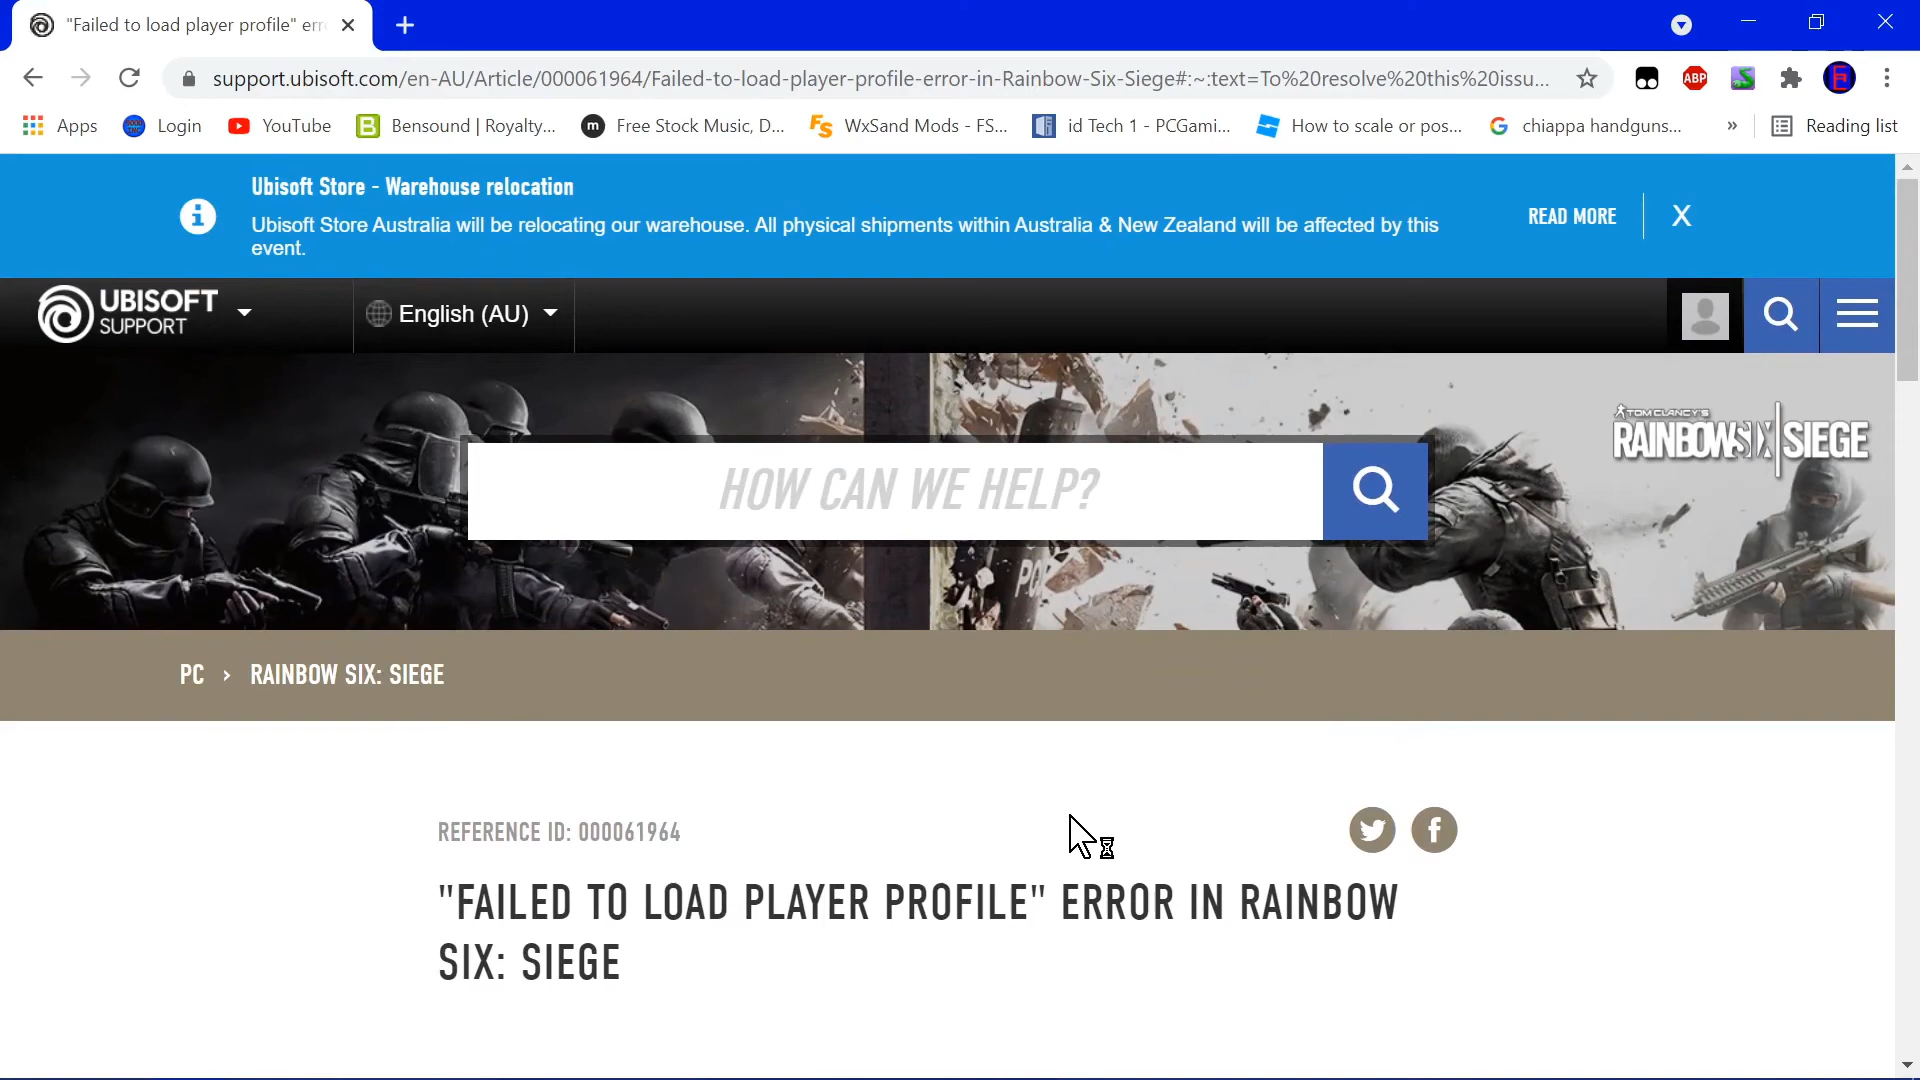 "Failed to load player profile" err
support.ubisoft.com/en-AU/Article/000061964/Failed-to-load-player-profile-error-in-Rainbow-Six-Siege#:~:text=To%20resolve%20this%20issu...
ABP
Apps
Login
YouTube
Bensound | Royalty...
Free Stock Music, D...
WxSand Mods - FS...
id Tech 1 - PCGami...
How to scale or pos...
chiappa handguns...
»
Reading list
Ubisoft Store - Warehouse relocation
Ubisoft Store Australia will be relocating our warehouse. All physical shipments within Australia & New Zealand will be affected by this
event.
READ MORE
X
UBISOFT
SUPPORT
English (AU)
TOM CLANCY'S
RAINBOWSIX | SIEGE
HOW CAN WE HELP?
PC > RAINBOW SIX: SIEGE
REFERENCE ID: 000061964
"FAILED TO LOAD PLAYER PROFILE" ERROR IN RAINBOW
SIX: SIEGE